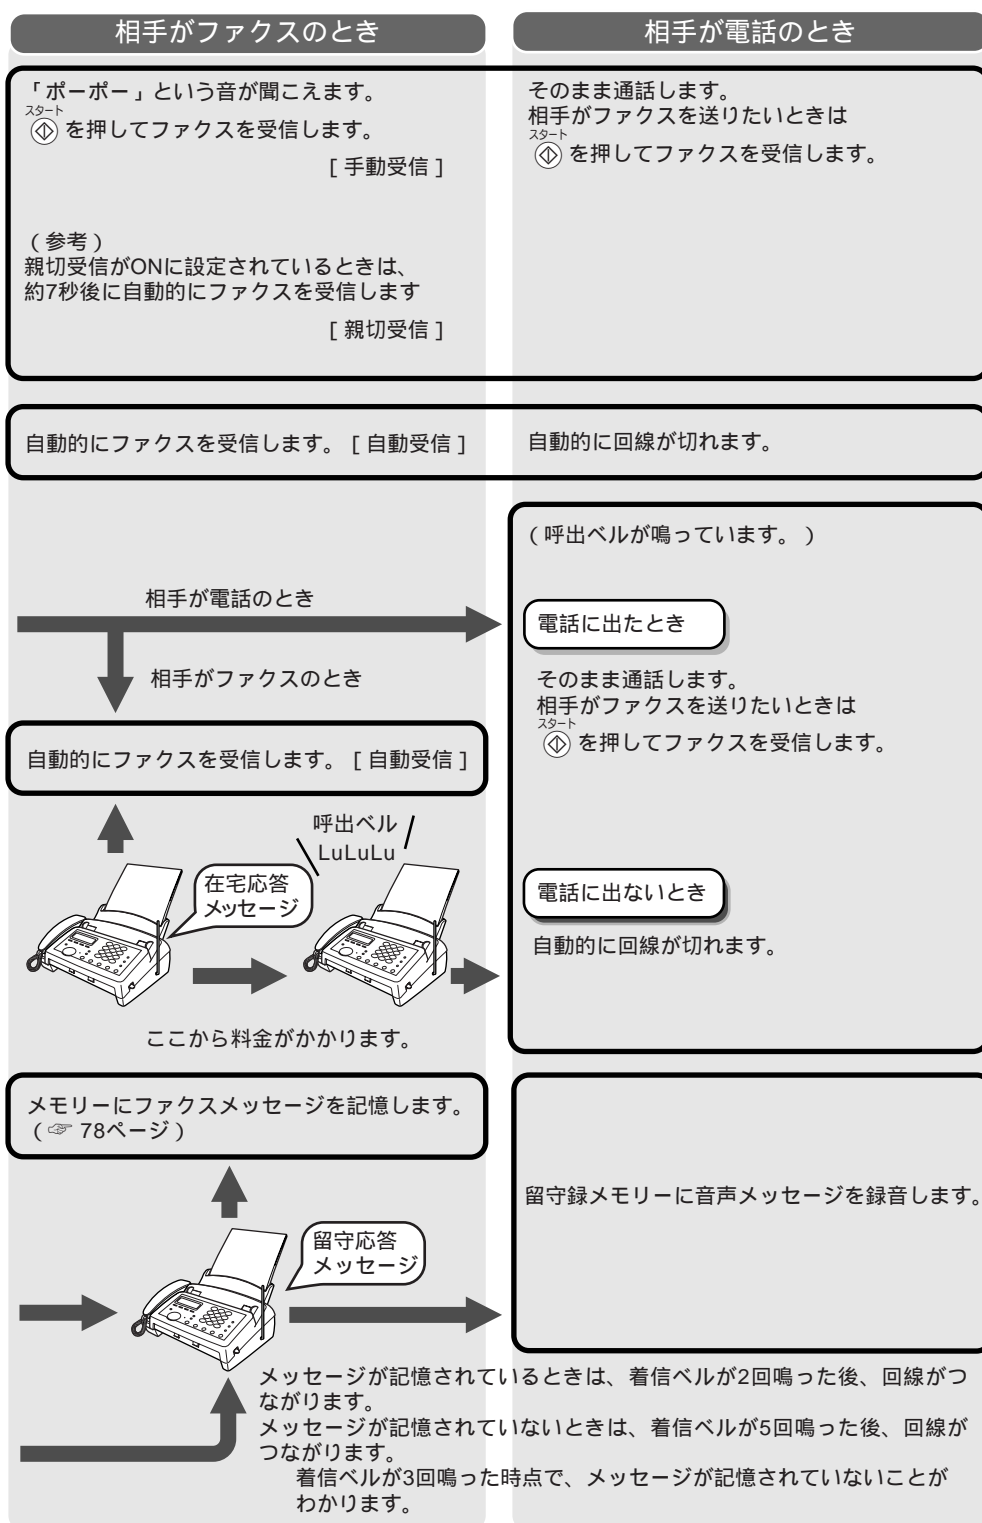 相手がファクスのとき
相手が電話のとき
「ポーポー」という音が聞こえます。
スタート
を押してファクスを受信します。
[ 手動受信 ]
(参考)
親切受信がONに設定されているときは、
約7秒後に自動的にファクスを受信します
[ 親切受信 ]
そのまま通話します。
相手がファクスを送りたいときは
スタート
を押してファクスを受信します。
自動的にファクスを受信します。 [ 自動受信 ]
自動的に回線が切れます。
相手が電話のとき
相手がファクスのとき
自動的にファクスを受信します。 [ 自動受信 ]
呼出ベル
LuLuLu
在宅応答
メッセージ
ここから料金がかかります。
(呼出ベルが鳴っています。)
電話に出たとき
そのまま通話します。
相手がファクスを送りたいときは
スタート
を押してファクスを受信します。
電話に出ないとき
自動的に回線が切れます。
メモリーにファクスメッセージを記憶します。
(☞ 78ページ)
留守応答
メッセージ
留守録メモリーに音声メッセージを録音します。
メッセージが記憶されているときは、着信ベルが2回鳴った後、回線がつ
ながります。
メッセージが記憶されていないときは、着信ベルが5回鳴った後、回線が
つながります。
着信ベルが3回鳴った時点で、メッセージが記憶されていないことが
わかります。